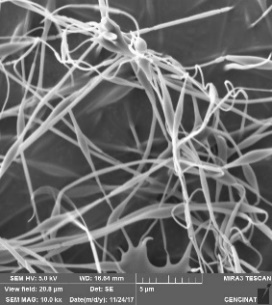 SEM HV: 5.0 kV WD: 16.64 mm MIRA3 TESCAN
View field: 20.8 µm Det: SE 5 µm
SEM MAG: 10.0 kx Date(m/d/y): 11/24/17 CENCINAT